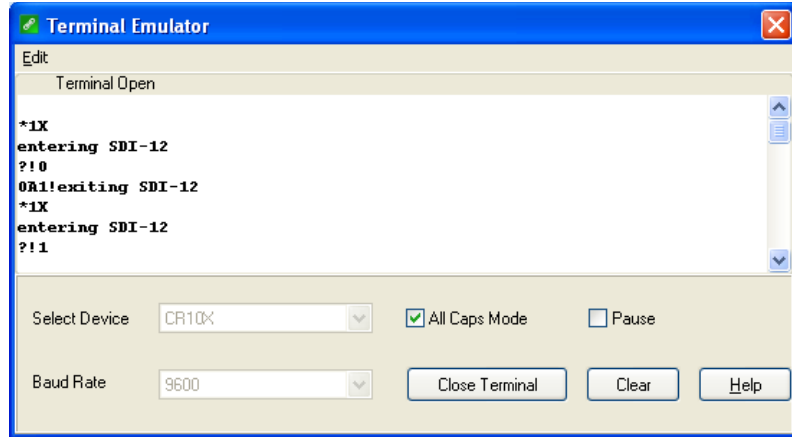 Terminal Emulator
Edit
Terminal Open
*1X
entering SDI-12
?!0
0A1!exiting SDI-12
*1X
entering SDI-12
?!1
Select Device CR10X All Caps Mode Pause
Baud Rate 9600 Close Terminal Clear Help